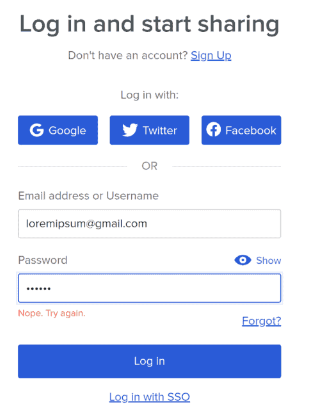 Log in and start sharing
Don't have an account? Sign Up
Log in with:
Google Twitter Facebook
OR
Email address or Username
loremipsum@gmail.com
Password Show
••••••
Nope. Try again.
Forgot?
Log in
Log in with SSO